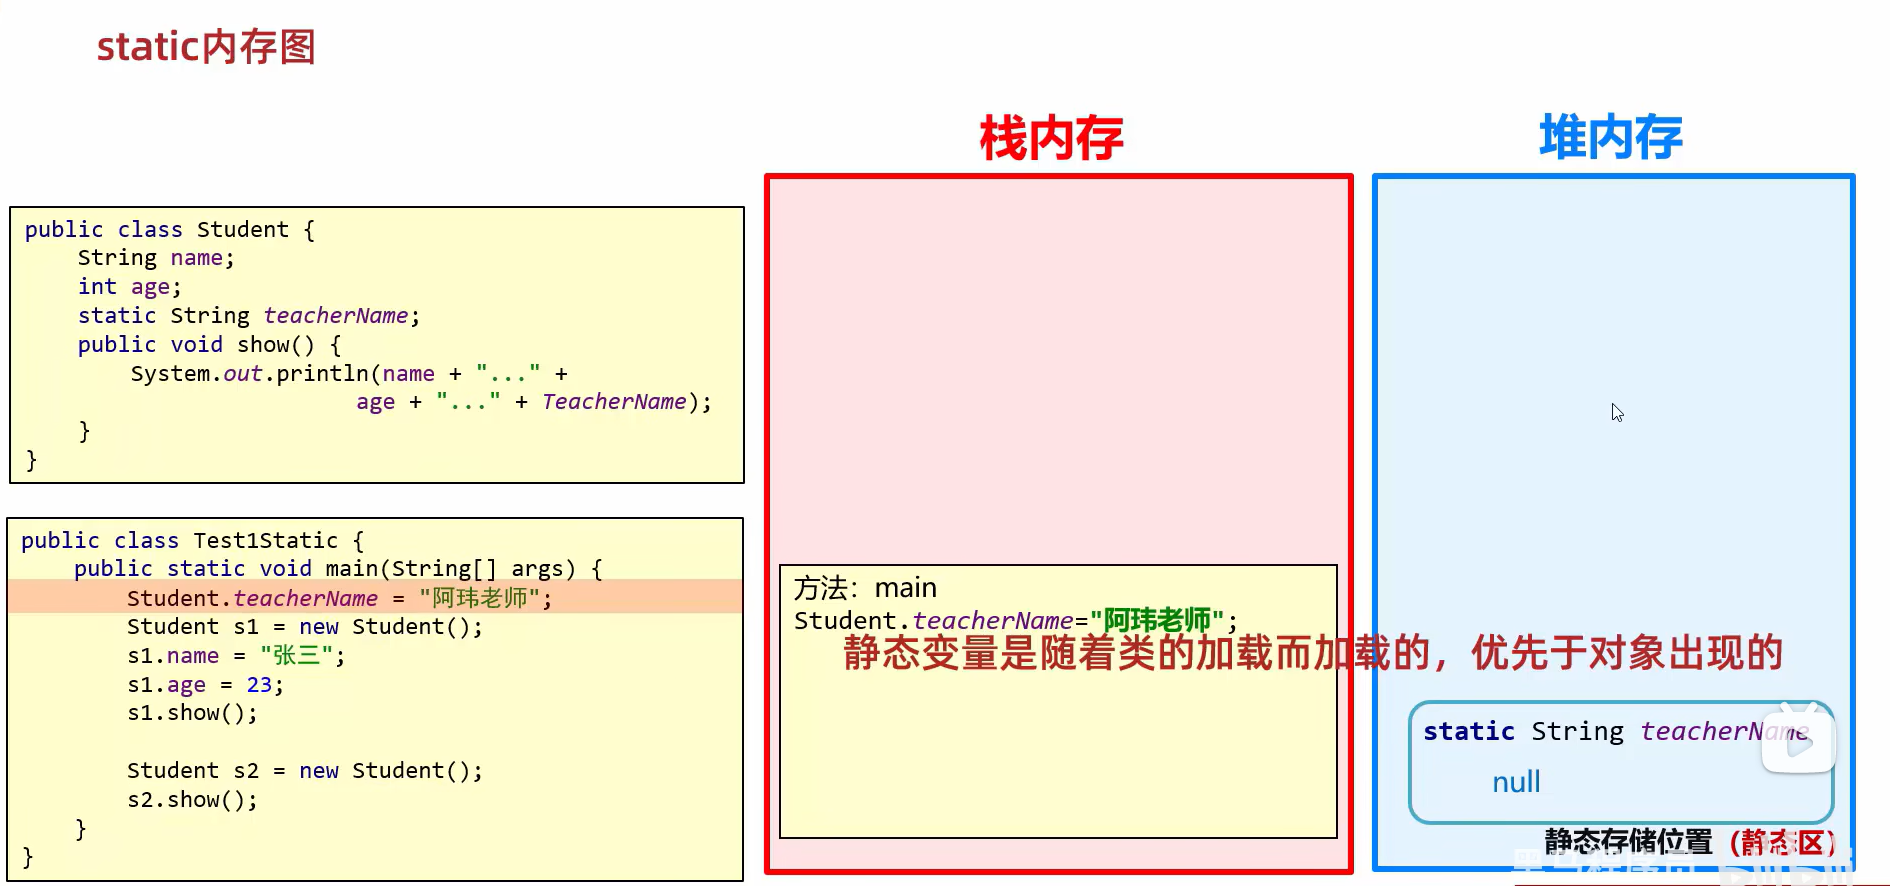 static内存图
栈内存
堆内存
public class Student {
String name;
int age;
static String teacherName;
public void show() {
System.out.println(name + "..." +
age + "..." + TeacherName);
}
}
public class Test1Static {
public static void main(String[] args) {
Student.teacherName = "阿玮老师";
Student s1 = new Student();
s1.name = "张三";
s1.age = 23;
s1.show();
Student s2 = new Student();
s2.show();
}
}
方法：main
Student.teacherName="阿玮老师";
静态变量是随着类的加载而加载的，优先于对象出现的
static String teacherName
null
静态存储位置（静态区）
黑马程序员